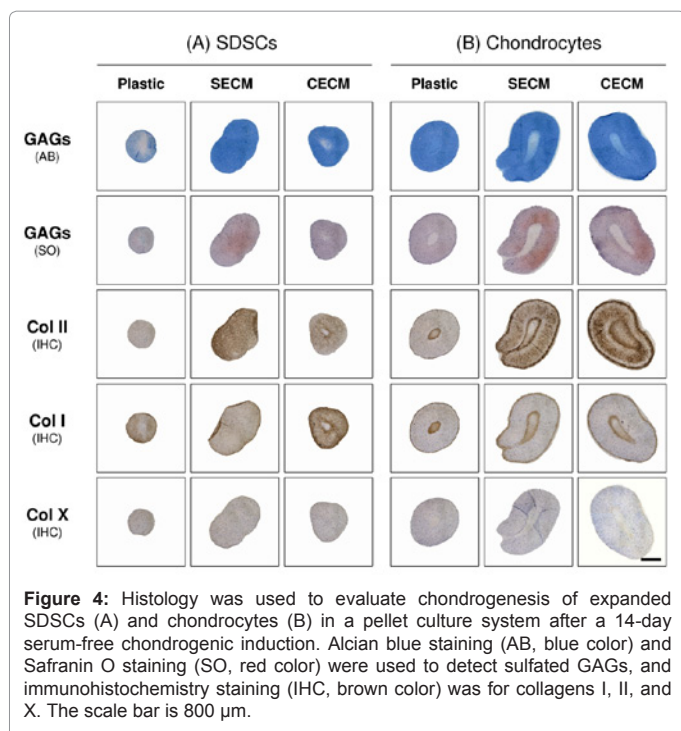 (A) SDSCs (B) Chondrocytes
Plastic SECM CECM Plastic SECM CECM
GAGs
(AB)
GAGs
(SO)
Col II
(IHC)
Col I
(IHC)
Col X
(IHC)
Figure 4: Histology was used to evaluate chondrogenesis of expanded
SDSCs (A) and chondrocytes (B) in a pellet culture system after a 14-day
serum-free chondrogenic induction. Alcian blue staining (AB, blue color) and
Safranin O staining (SO, red color) were used to detect sulfated GAGs, and
immunohistochemistry staining (IHC, brown color) was for collagens I, II, and
X. The scale bar is 800 μm.